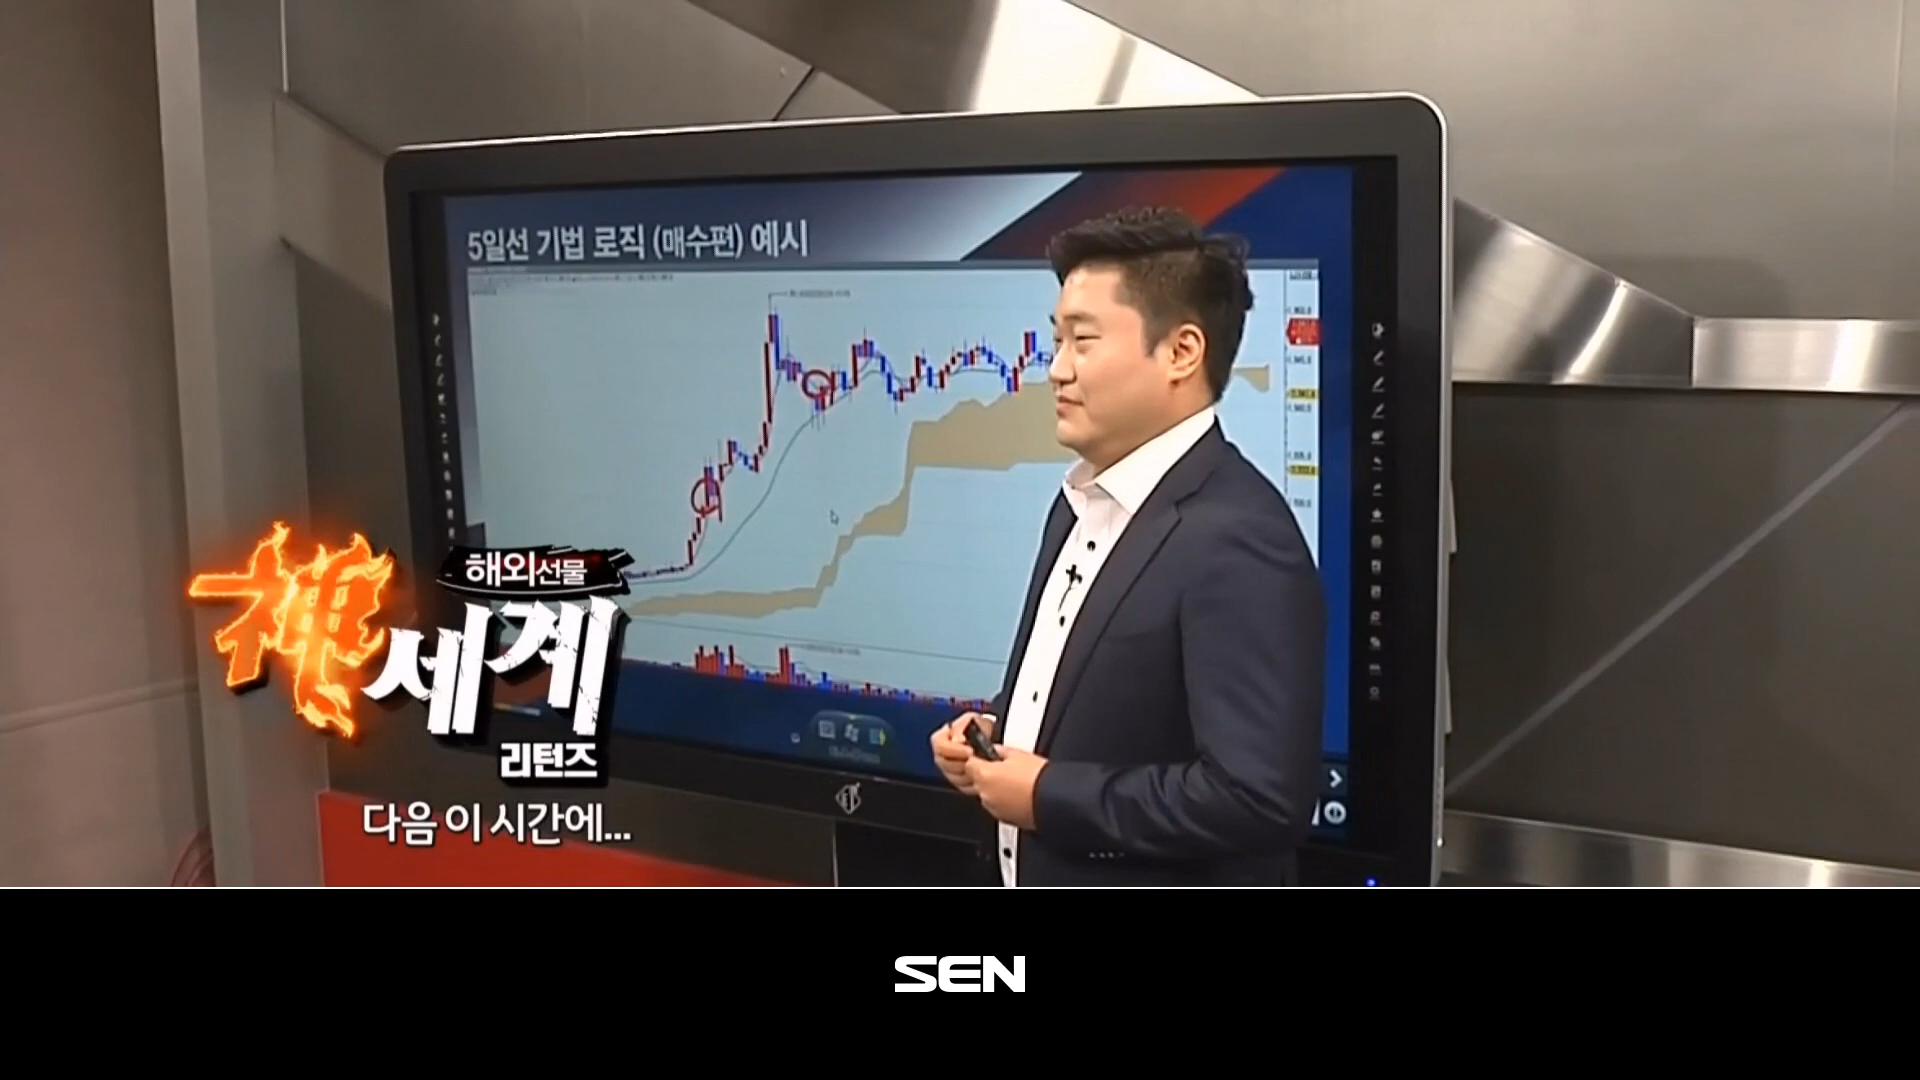 5일선 기법 로직 (매수편) 예시
해외선물
神세계
리턴즈
다음 이 시간에...
SEN